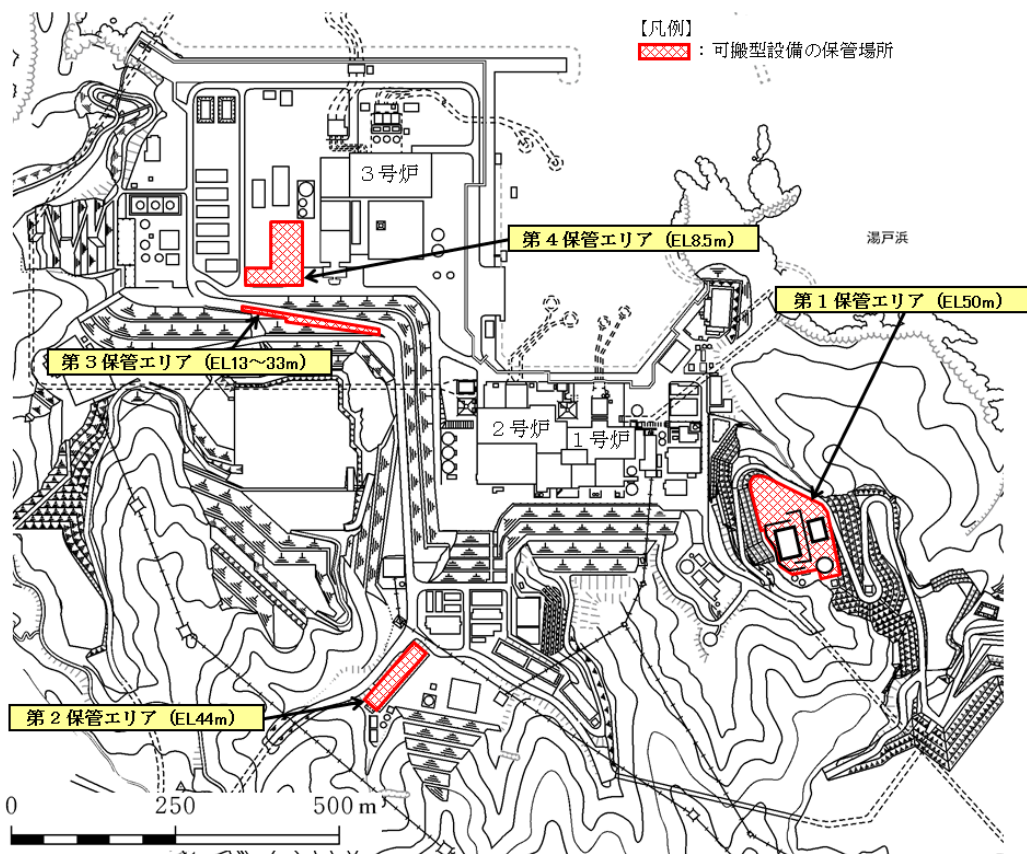 【凡例】
：可搬型設備の保管場所
3号炉
第4保管エリア（EL8.5m）
湯戸浜
第1保管エリア（EL50m）
第3保管エリア（EL13～33m）
2号炉
1号炉
第2保管エリア（EL44m）
0 250 500 m